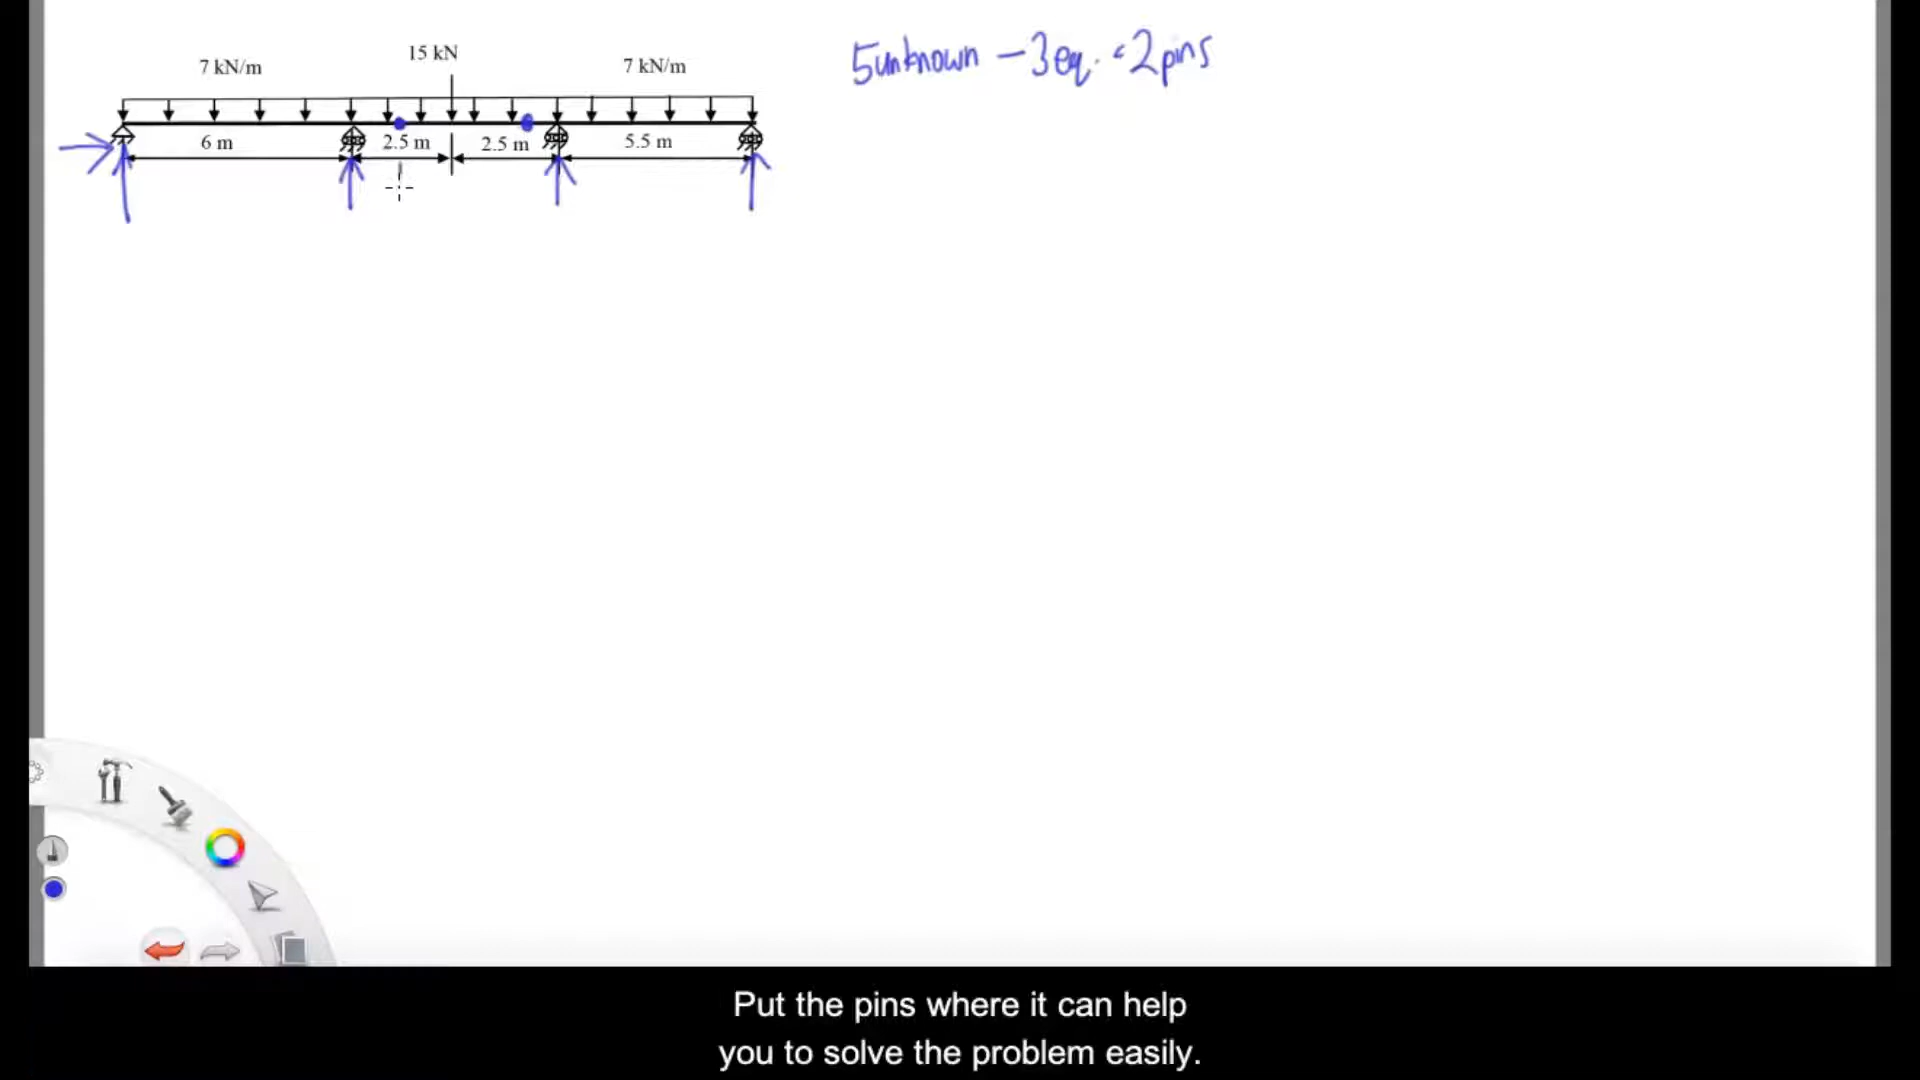 15 kN
7 kN/m
7 kN/m
5unknown - 3eq. = 2pins
6 m
2.5 m
2.5 m
5.5 m
Put the pins where it can help
you to solve the problem easily.